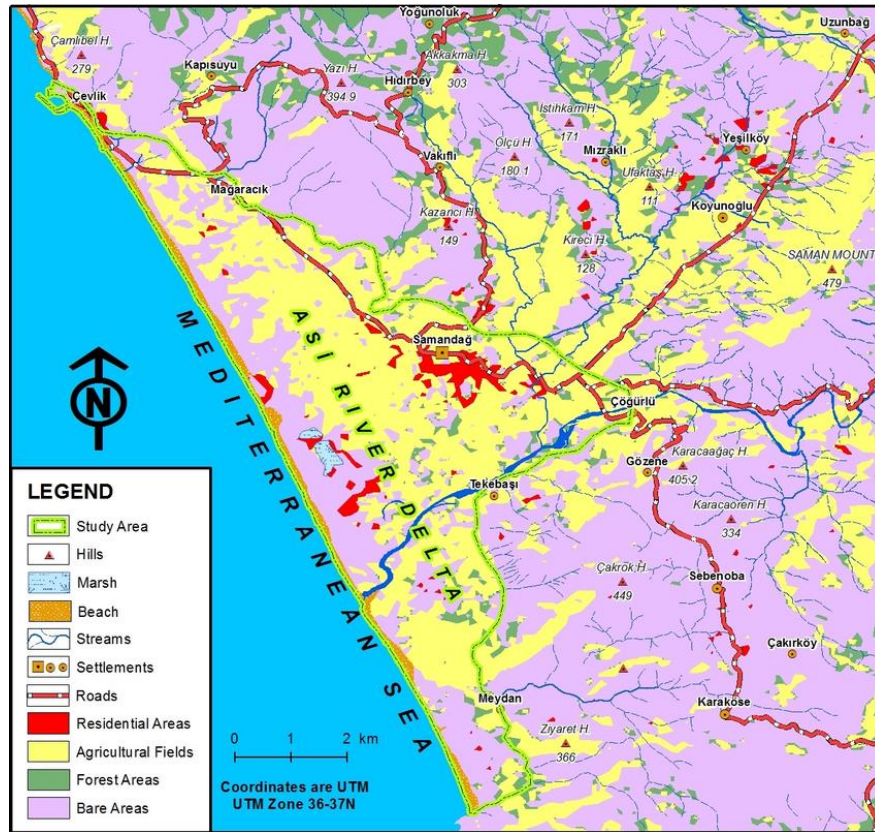 Yoğunoluk
Uzunbağ
Çamlıbel H.
279
Kapısuyu
Yazı H.
394.9
Akkakma H.
303
Hıdırbey
Çevlik
İstihkam H.
171
Mızraklı
Yeşilköy
Olçü H.
180.1
Vakıflı
Ufaktaş H.
111
Mağaracık
Kazancı H.
149
Koyunoğlu
Kireci H.
128
SAMAN MOUNT
479
MEDITERRANEAN SEA
ASİ RIVER DELTA
Samandağ
Çöğürlü
N
Gözene
Karacaağaç H.
405.2
Tekebaşı
Karacaören H.
334
Çakrok H.
449
Sebenoba
Çakırköy
Meydan
Karaköse
Ziyaret H.
366
0 1 2 km
Coordinates are UTM
UTM Zone 36-37N
LEGEND
Study Area
Hills
Marsh
Beach
Streams
Settlements
Roads
Residential Areas
Agricultural Fields
Forest Areas
Bare Areas